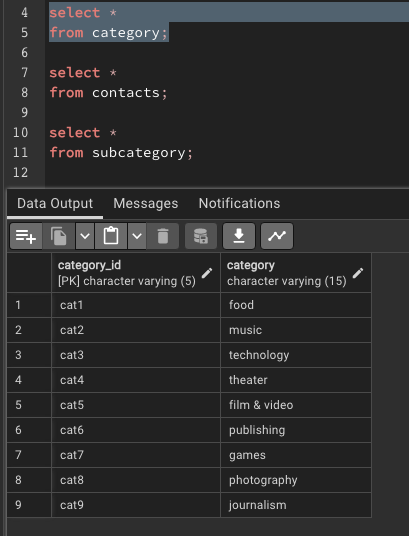 4 select *
5 from category;
6
7 select *
8 from contacts;
9
10 select *
11 from subcategory;
12
Data Output Messages Notifications
category_id category
[PK] character varying (5) character varying (15)
1 cat1 food
2 cat2 music
3 cat3 technology
4 cat4 theater
5 cat5 film & video
6 cat6 publishing
7 cat7 games
8 cat8 photography
9 cat9 journalism